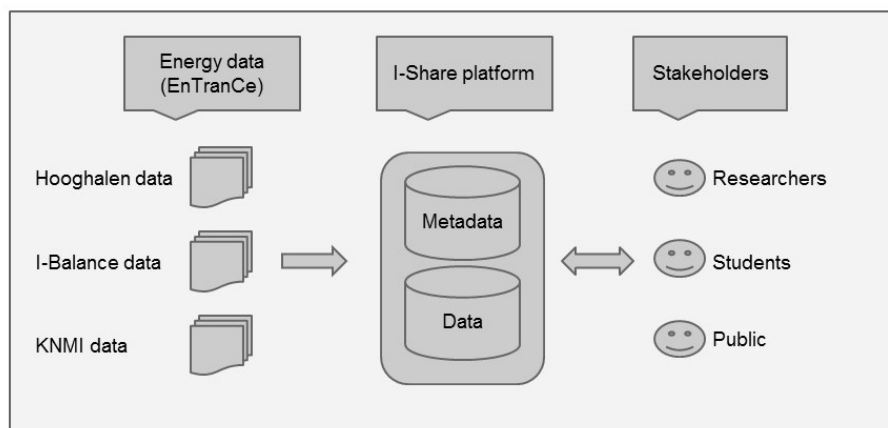 Energy data
(EnTranCe)
I-Share platform
Stakeholders
Hooghalen data
I-Balance data
KNMI data
Metadata
Data
Researchers
Students
Public